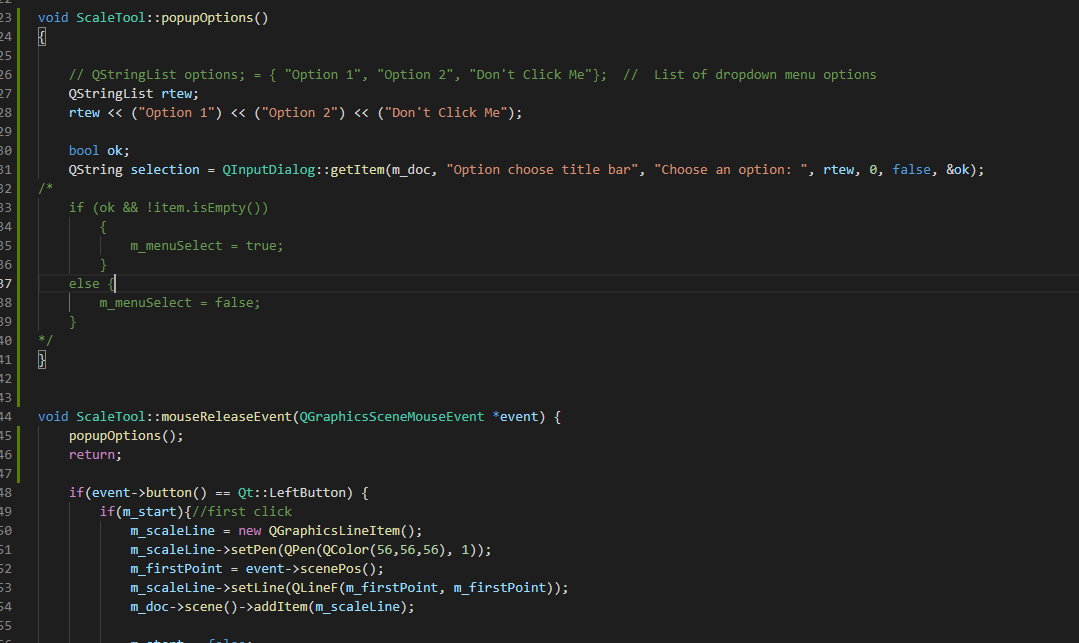 23 void ScaleTool::popupOptions()
24 {
25
26 // QStringList options; = { "Option 1", "Option 2", "Don't Click Me"};  //  List of dropdown menu options
27 QStringList rtew;
28 rtew << ("Option 1") << ("Option 2") << ("Don't Click Me");
29
30 bool ok;
31 QString selection = QInputDialog::getItem(m_doc, "Option choose title bar", "Choose an option: ", rtew, 0, false, &ok);
32 /*
33 if (ok && !item.isEmpty())
34 {
35 m_menuSelect = true;
36 }
37 else {
38 m_menuSelect = false;
39 }
40 */
41 }
42
43
44 void ScaleTool::mouseReleaseEvent(QGraphicsSceneMouseEvent *event) {
45 popupOptions();
46 return;
47
48 if(event->button() == Qt::LeftButton) {
49 if(m_start){//first click
50 m_scaleLine = new QGraphicsLineItem();
51 m_scaleLine->setPen(QPen(QColor(56,56,56), 1));
52 m_firstPoint = event->scenePos();
53 m_scaleLine->setLine(QLineF(m_firstPoint, m_firstPoint));
54 m_doc->scene()->addItem(m_scaleLine);
55